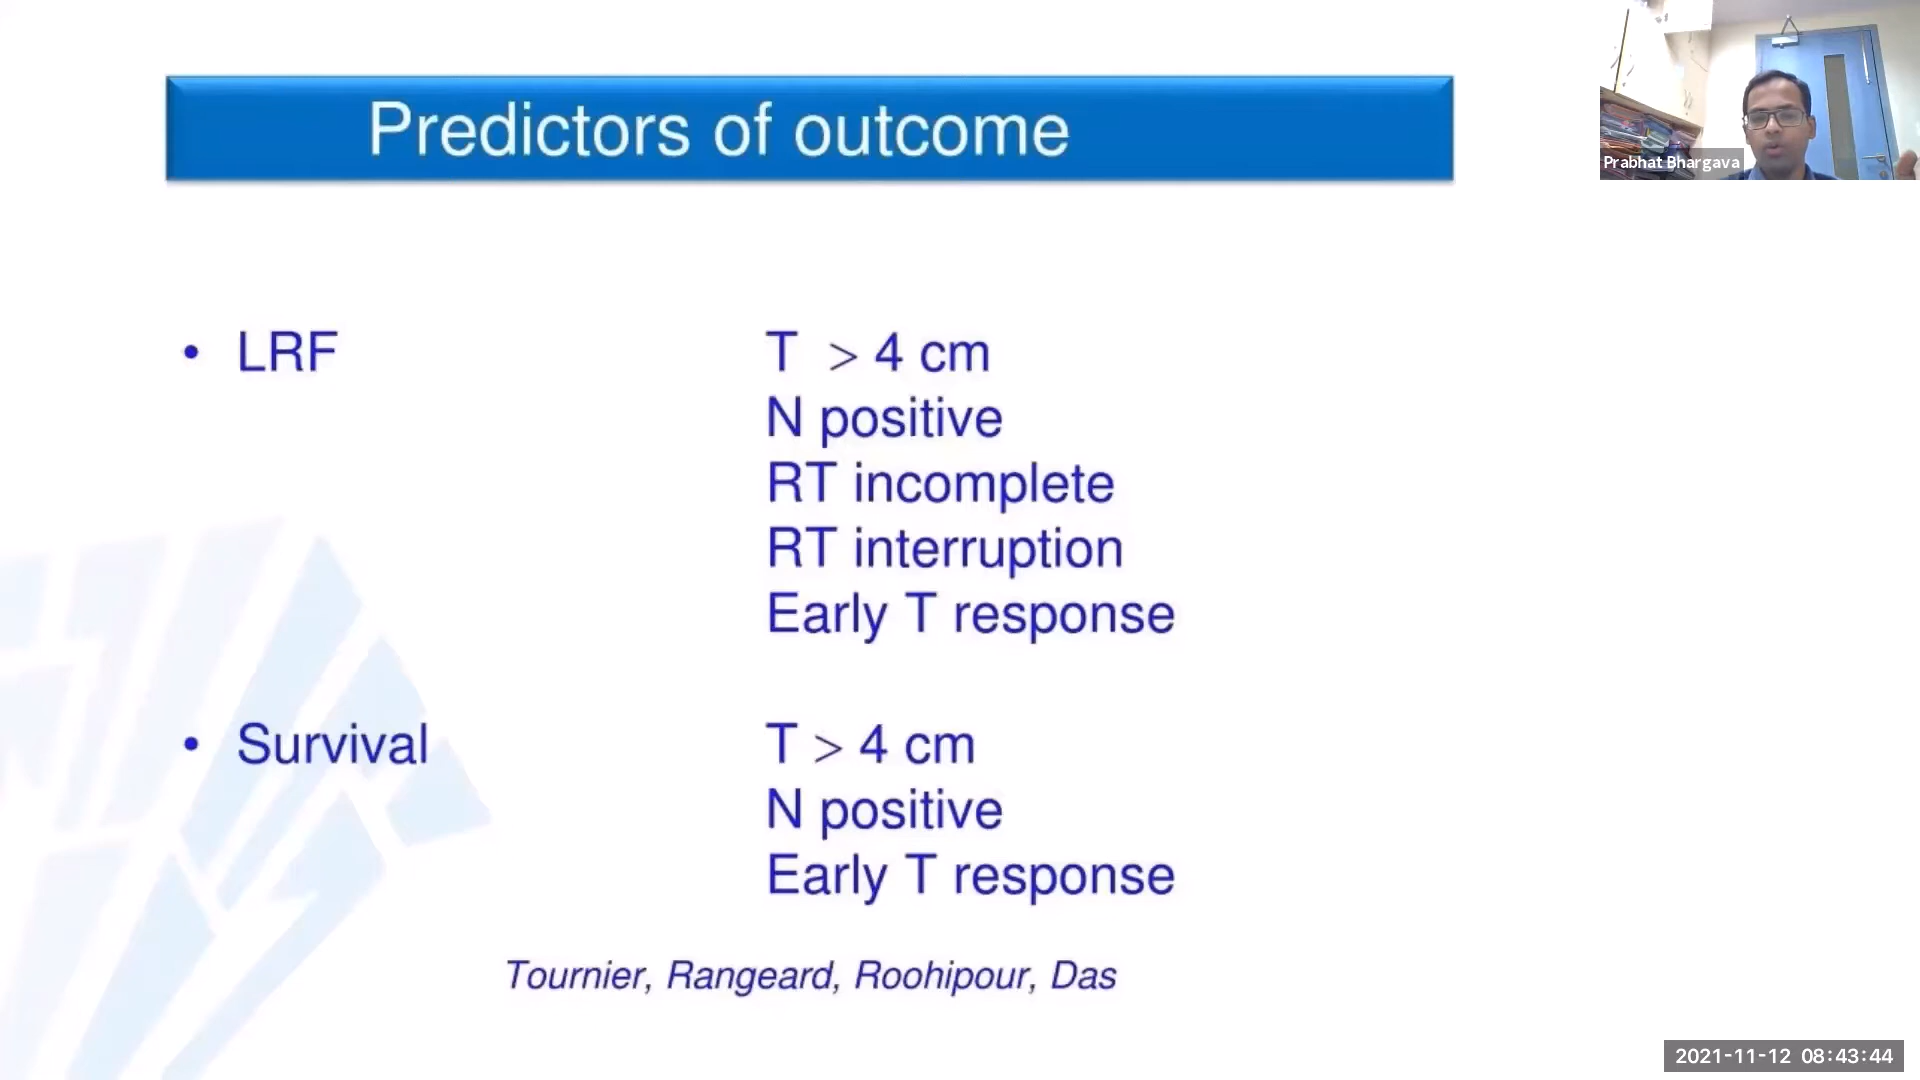 Predictors of outcome
Prabhat Bhargava
• LRF T > 4 cm
N positive
RT incomplete
RT interruption
Early T response
• Survival T > 4 cm
N positive
Early T response
Tournier, Rangeard, Roohipour, Das
2021-11-12 08:43:44